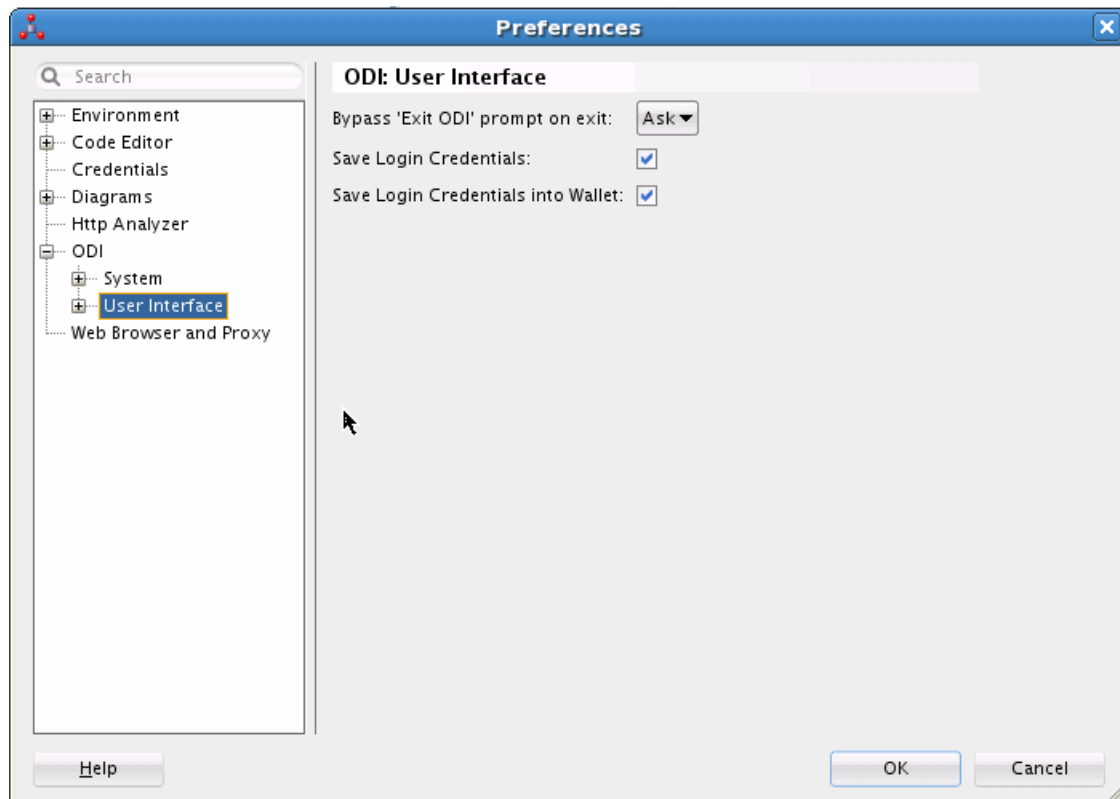 Preferences
Search
Environment
Code Editor
Credentials
Diagrams
Http Analyzer
ODI
System
User Interface
Web Browser and Proxy
ODI: User Interface
Bypass 'Exit ODI' prompt on exit: Ask
Save Login Credentials:
Save Login Credentials into Wallet:
Help
OK
Cancel